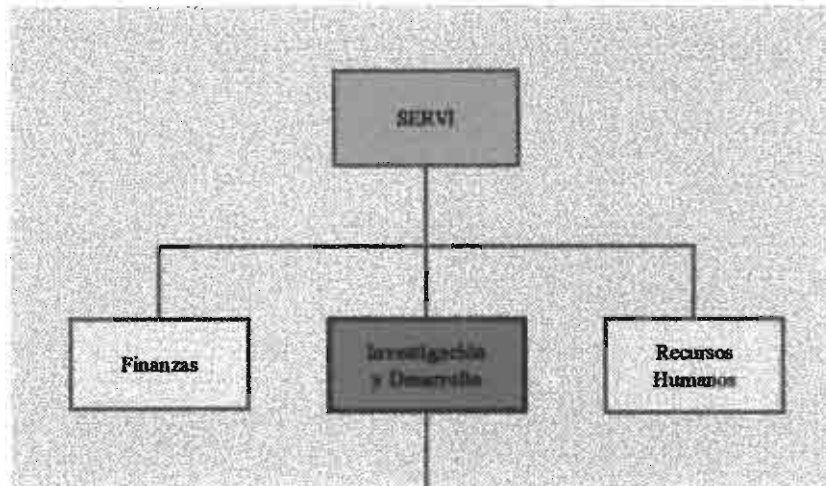 SERVI
Finanzas
Investigación
y Desarrollo
Recursos
Humanos